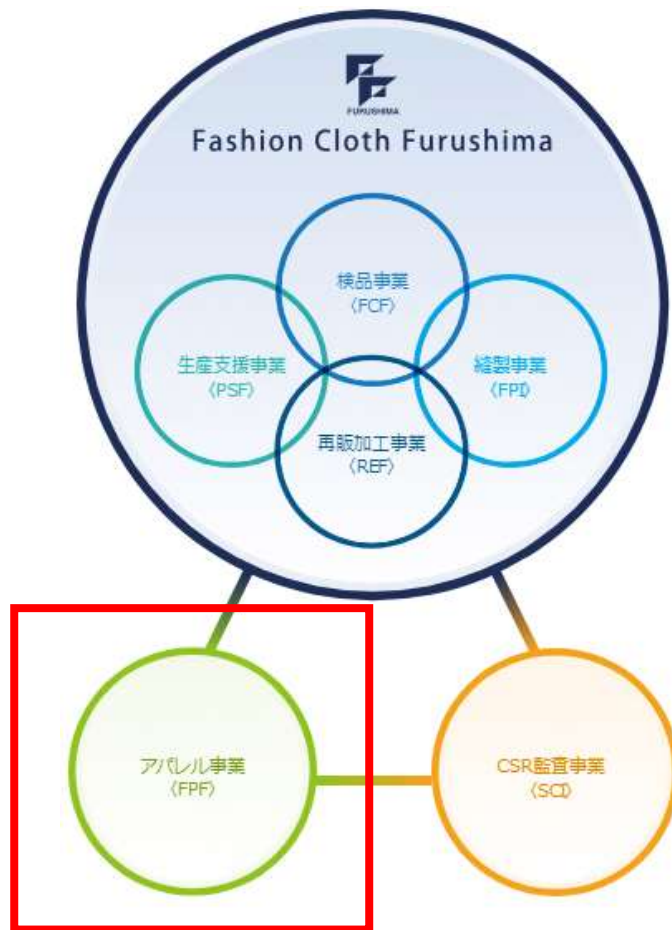 FURUSHIMA
Fashion Cloth Furushima
検品事業
〈FCF〉
生産支援事業
〈PSF〉
縫製事業
〈FPI〉
再販加工事業
〈REF〉
アパレル事業
〈FPF〉
CSR監査事業
〈SCI〉